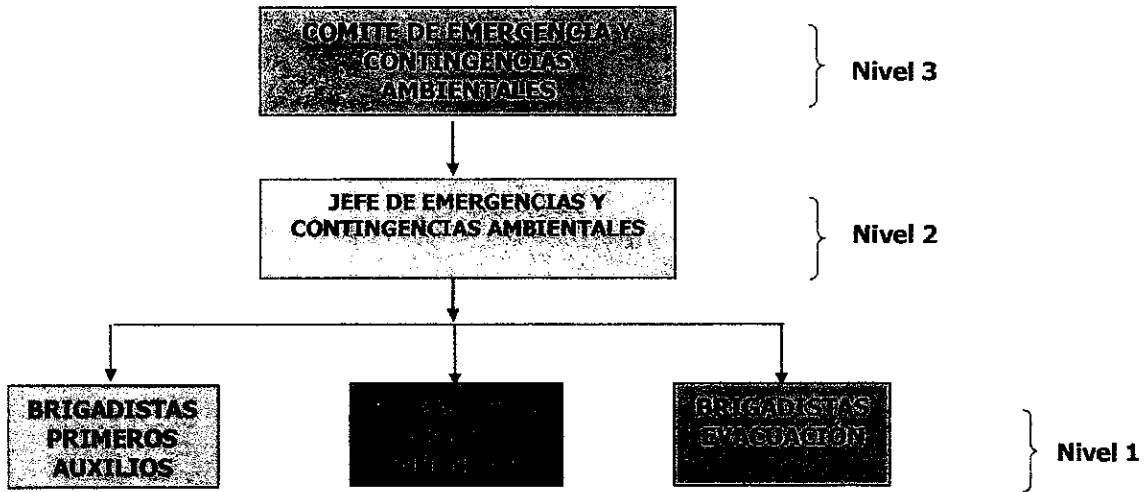 COMITE DE EMERGENCIA Y
CONTINGENCIAS
AMBIENTALES
Nivel 3
JEFE DE EMERGENCIAS Y
CONTINGENCIAS AMBIENTALES
Nivel 2
BRIGADISTAS
PRIMEROS
AUXILIOS
BRIGADISTAS
EVACUACIÓN
Nivel 1